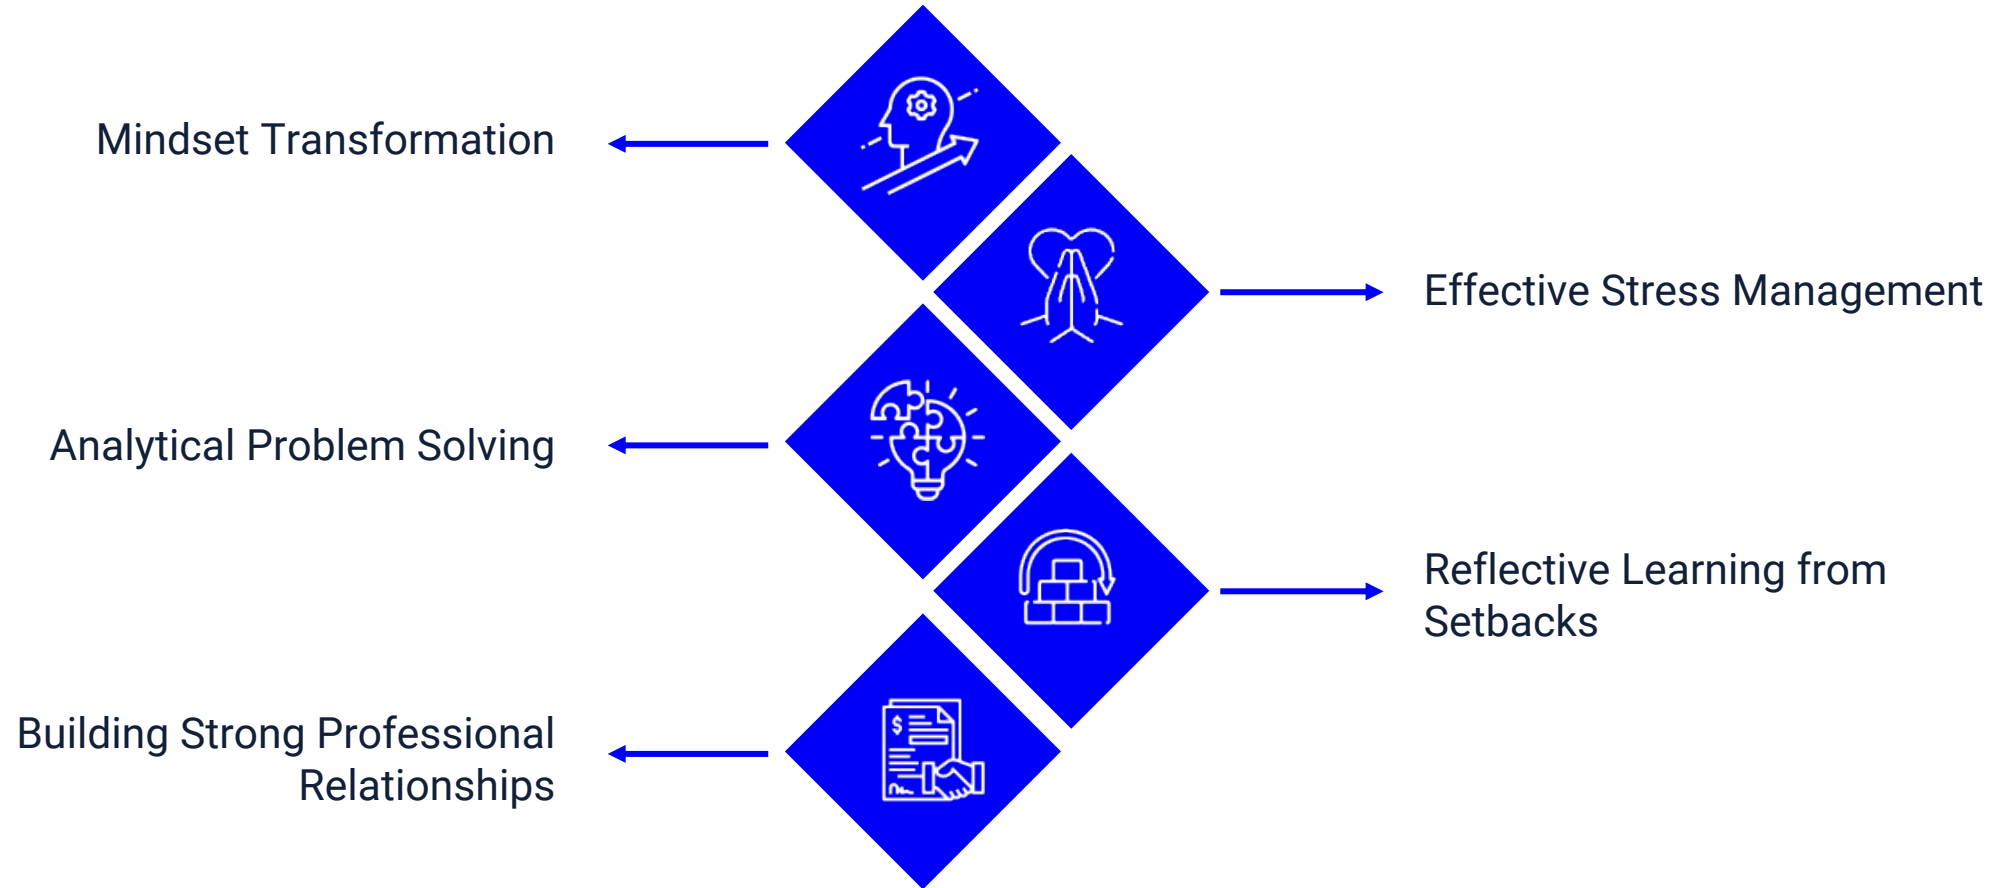 Mindset Transformation
Effective Stress Management
Analytical Problem Solving
Reflective Learning from
Setbacks
Building Strong Professional
Relationships
$